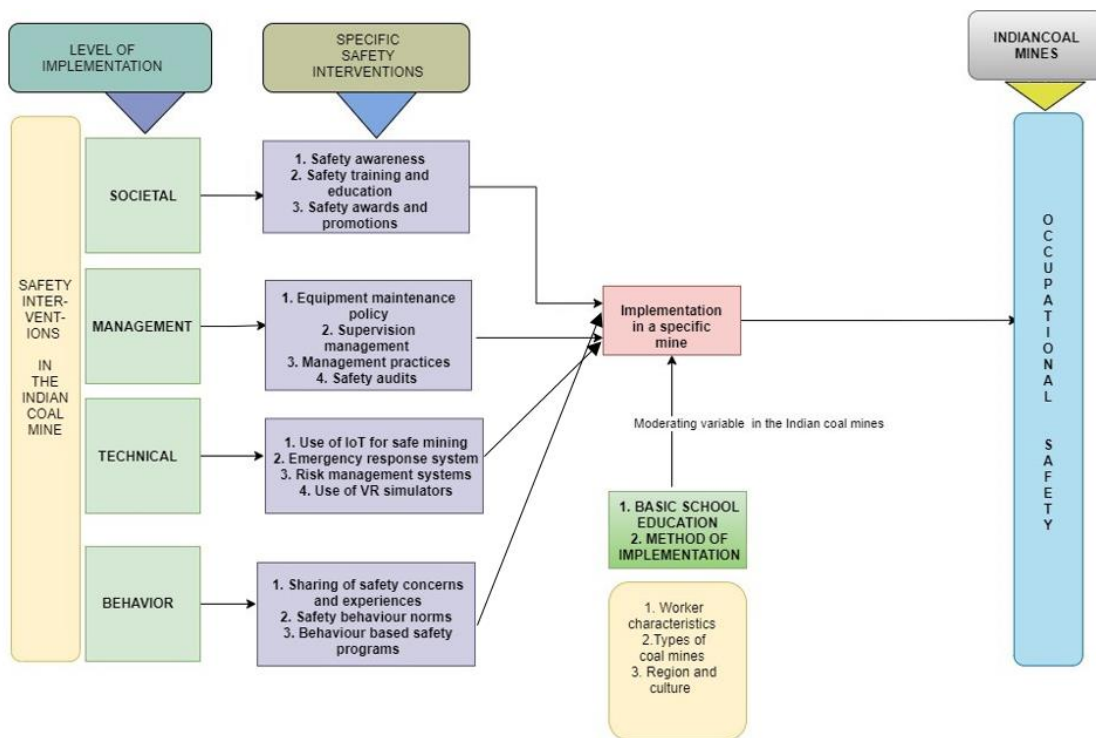 LEVEL OF
IMPLEMENTATION
SPECIFIC
SAFETY
INTERVENTIONS
INDIANCOAL
MINES
SAFETY
INTER-
VENT-
IONS
IN
THE
INDIAN
COAL
MINE
SOCIETAL
1. Safety awareness
2. Safety training and
education
3. Safety awards and
promotions
MANAGEMENT
1. Equipment maintenance
policy
2. Supervision
management
3. Management practices
4. Safety audits
TECHNICAL
1. Use of IoT for safe mining
2. Emergency response system
3. Risk management systems
4. Use of VR simulators
BEHAVIOR
1. Sharing of safety concerns
and experiences
2. Safety behaviour norms
3. Behaviour based safety
programs
Implementation
in a specific
mine
Moderating variable in the Indian coal mines
1. BASIC SCHOOL
EDUCATION
2. METHOD OF
IMPLEMENTATION
1. Worker
characteristics
2.Types of
coal mines
3. Region and
culture
O
C
C
U
P
A
T
I
O
N
A
L
S
A
F
E
T
Y